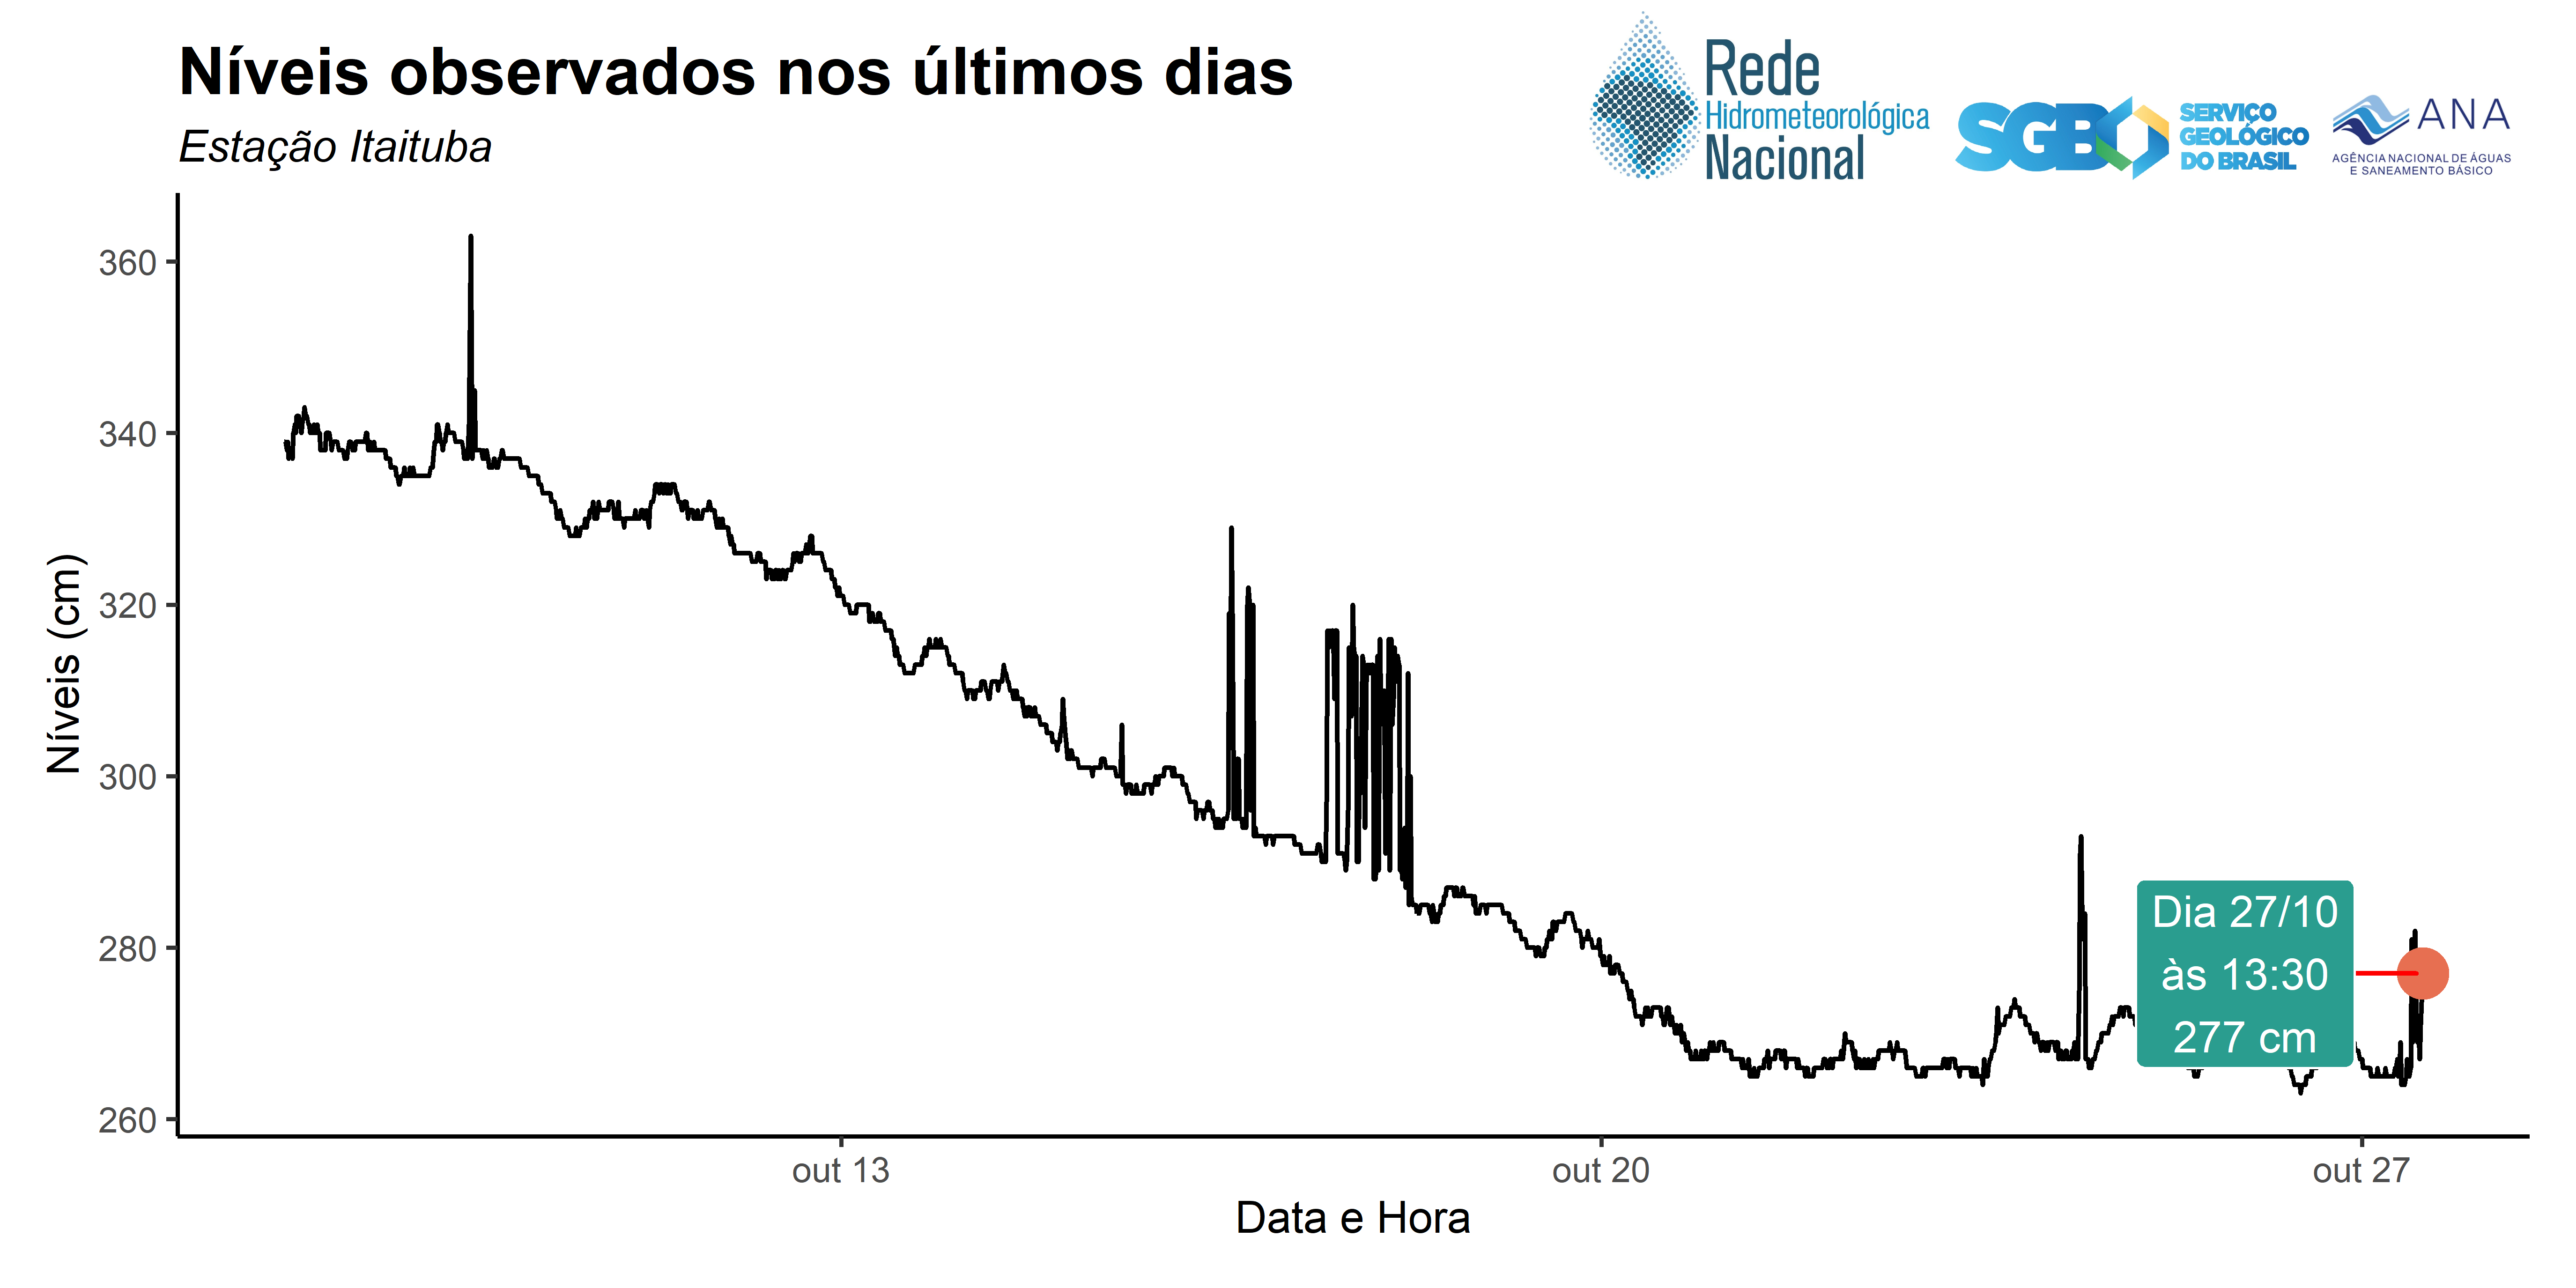 Níveis observados nos últimos dias
Estação Itaituba
Rede
Hidrometeorológica
Nacional
SGB
SERVIÇO
GEOLÓGICO
DO BRASIL
ANA
AGÊNCIA NACIONAL DE ÁGUAS
E SANEAMENTO BÁSICO
Níveis (cm)
360
340
320
300
280
260
Dia 27/10
às 13:30
277 cm
out 13
out 20
out 27
Data e Hora